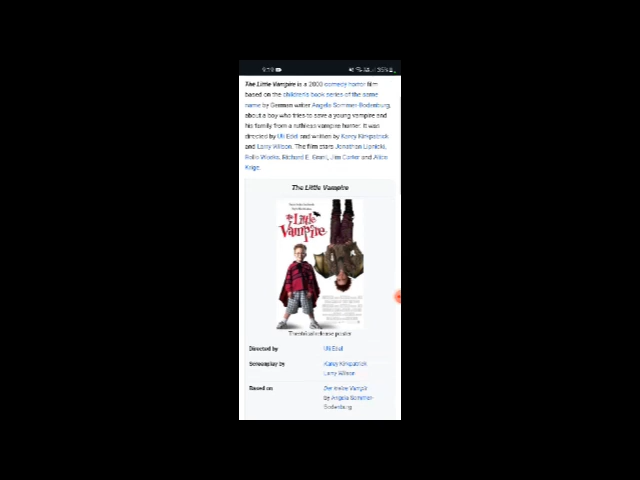 The Little Vampire is a 2000 comedy horror film
based on the children's book series of the same
name by German writer Angela Sommer-Bodenburg,
about a boy who tries to save a young vampire and
his family from a ruthless vampire hunter. It was
directed by Uli Edel and written by Karey Kirkpatrick
and Larry Wilson. The film stars Jonathan Lipnicki,
Rollo Weeks, Richard E. Grant, Jim Carter and Alice
Krige.
The Little Vampire
the Little
Vampire
Theatrical release poster
Directed by Uli Edel
Screenplay by Karey Kirkpatrick
Larry Wilson
Based on Der kleine Vampir
by Angela Sommer-
Bodenburg